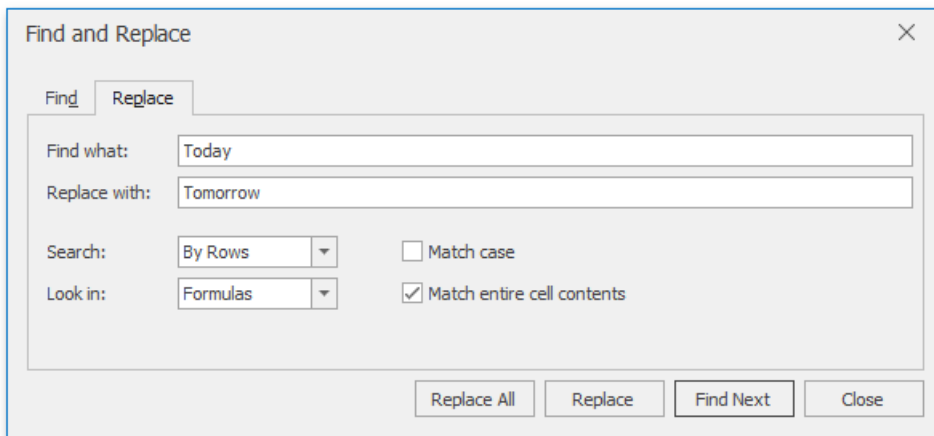 Find and Replace
Find Replace
Find what: Today
Replace with: Tomorrow
Search: By Rows Match case
Look in: Formulas Match entire cell contents
Replace All Replace Find Next Close